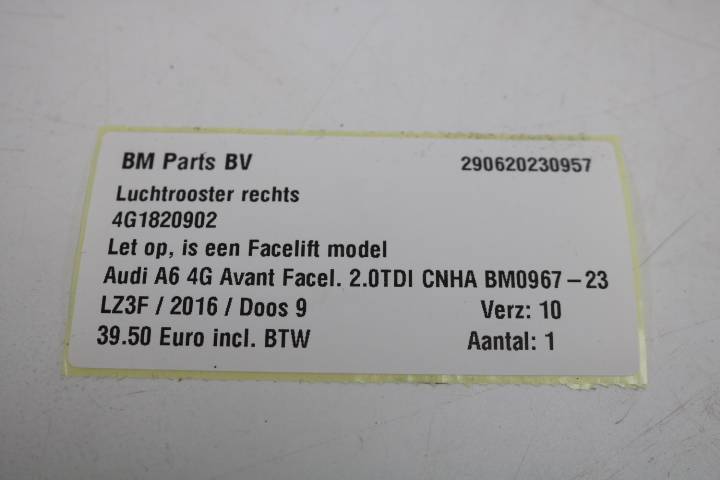 BM Parts BV 290620230957
Luchtrooster rechts
4G1820902
Let op, is een Facelift model
Audi A6 4G Avant Facel. 2.0TDI CNHA BM0967-23
LZ3F / 2016 / Doos 9 Verz: 10
39.50 Euro incl. BTW Aantal: 1